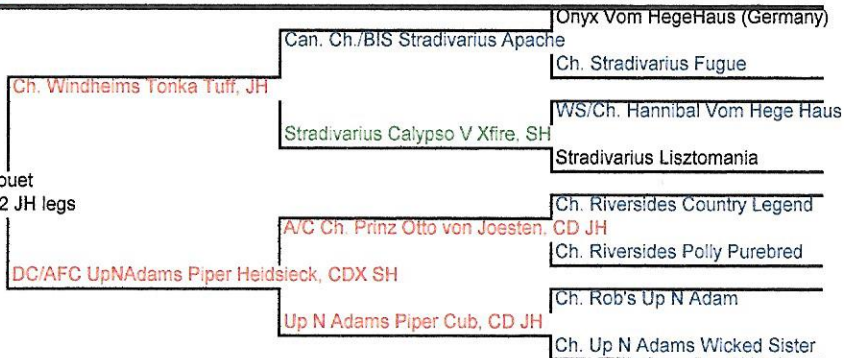 Onyx Vom HegeHaus (Germany)
Can. Ch./BIS Stradivarius Apache
Ch. Stradivarius Fugue
Ch. Windheims Tonka Tuff, JH
WS/Ch. Hannibal Vom Hege Haus
Stradivarius Calypso V Xfire, SH
Stradivarius Lisztomania
2 JH legs
Ch. Riversides Country Legend
A/C Ch. Prinz Otto von Joesten, CD JH
Ch. Riversides Polly Purebred
DC/AFC UpNAdams Piper Heidsieck, CDX SH
Ch. Rob's Up N Adam
Up N Adams Piper Cub, CD JH
Ch. Up N Adams Wicked Sister